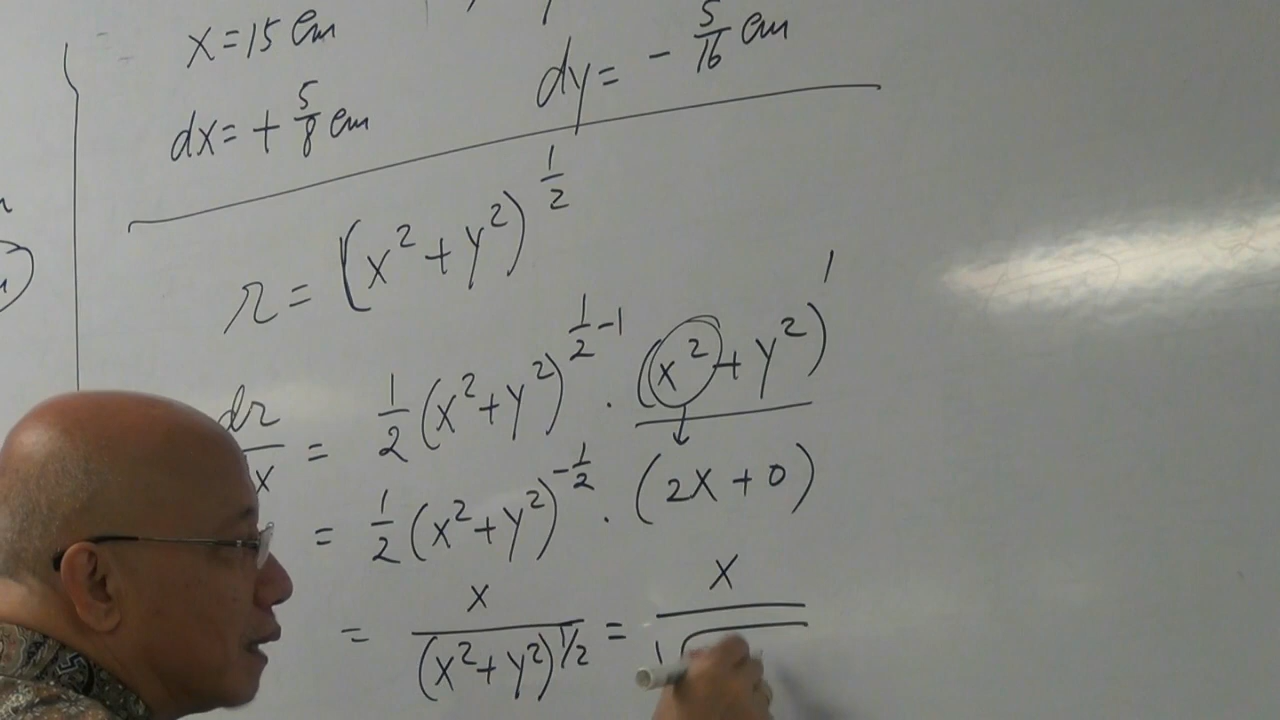 x = 15 cm
dx = + 5/8 cm
dy = - 5/16 cm
r = (x² + y²)^(1/2)
dr/dx = 1/2 (x² + y²)^(1/2 - 1) · (x² + y²)^1
= 1/2 (x² + y²)^(-1/2) · (2x + 0)
= x/(x² + y²)^(1/2) = x/√